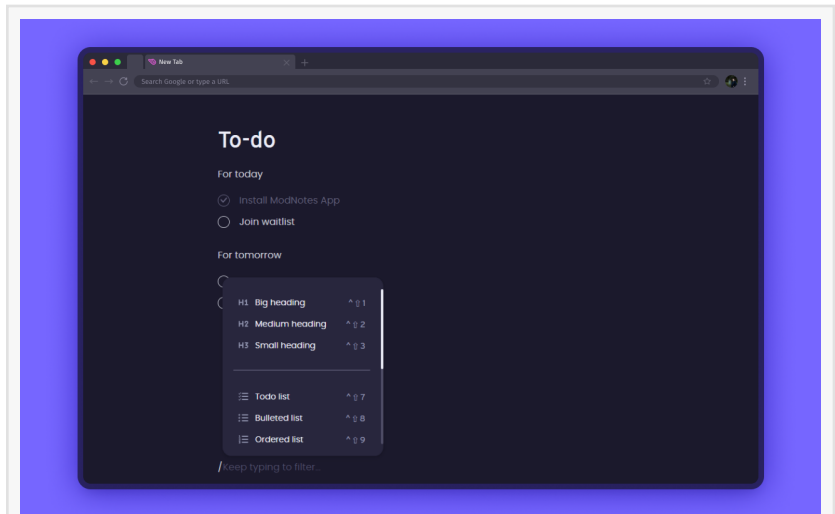 New Tab
Search Google or type a URL
To-do
For today
Install ModNotes App
Join waitlist
For tomorrow
H1 Big heading ^⇧1
H2 Medium heading ^⇧2
H3 Small heading ^⇧3
Todo list ^⇧7
Bulleted list ^⇧8
Ordered list ^⇧9
/Keep typing to filter...